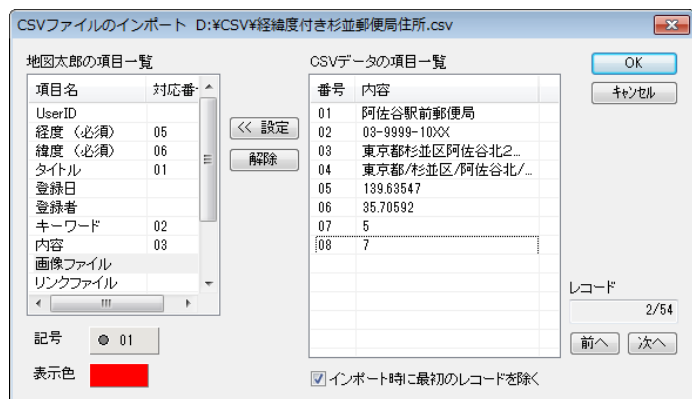 CSVファイルのインポート D:¥CSV¥経緯度付き杉並郵便局住所.csv
地図太郎の項目一覧
項目名 対応番
UserID
経度 (必須) 05
緯度 (必須) 06
タイトル 01
登録日
登録者
キーワード 02
内容 03
画像ファイル
リンクファイル
記号 01
表示色
<< 設定
解除
CSVデータの項目一覧
番号 内容
01 阿佐谷駅前郵便局
02 03-9999-10XX
03 東京都杉並区阿佐谷北2...
04 東京都/杉並区/阿佐谷北/...
05 139.63547
06 35.70592
07 5
08 7
インポート時に最初のレコードを除く
OK
キャンセル
レコード
2/54
前へ 次へ